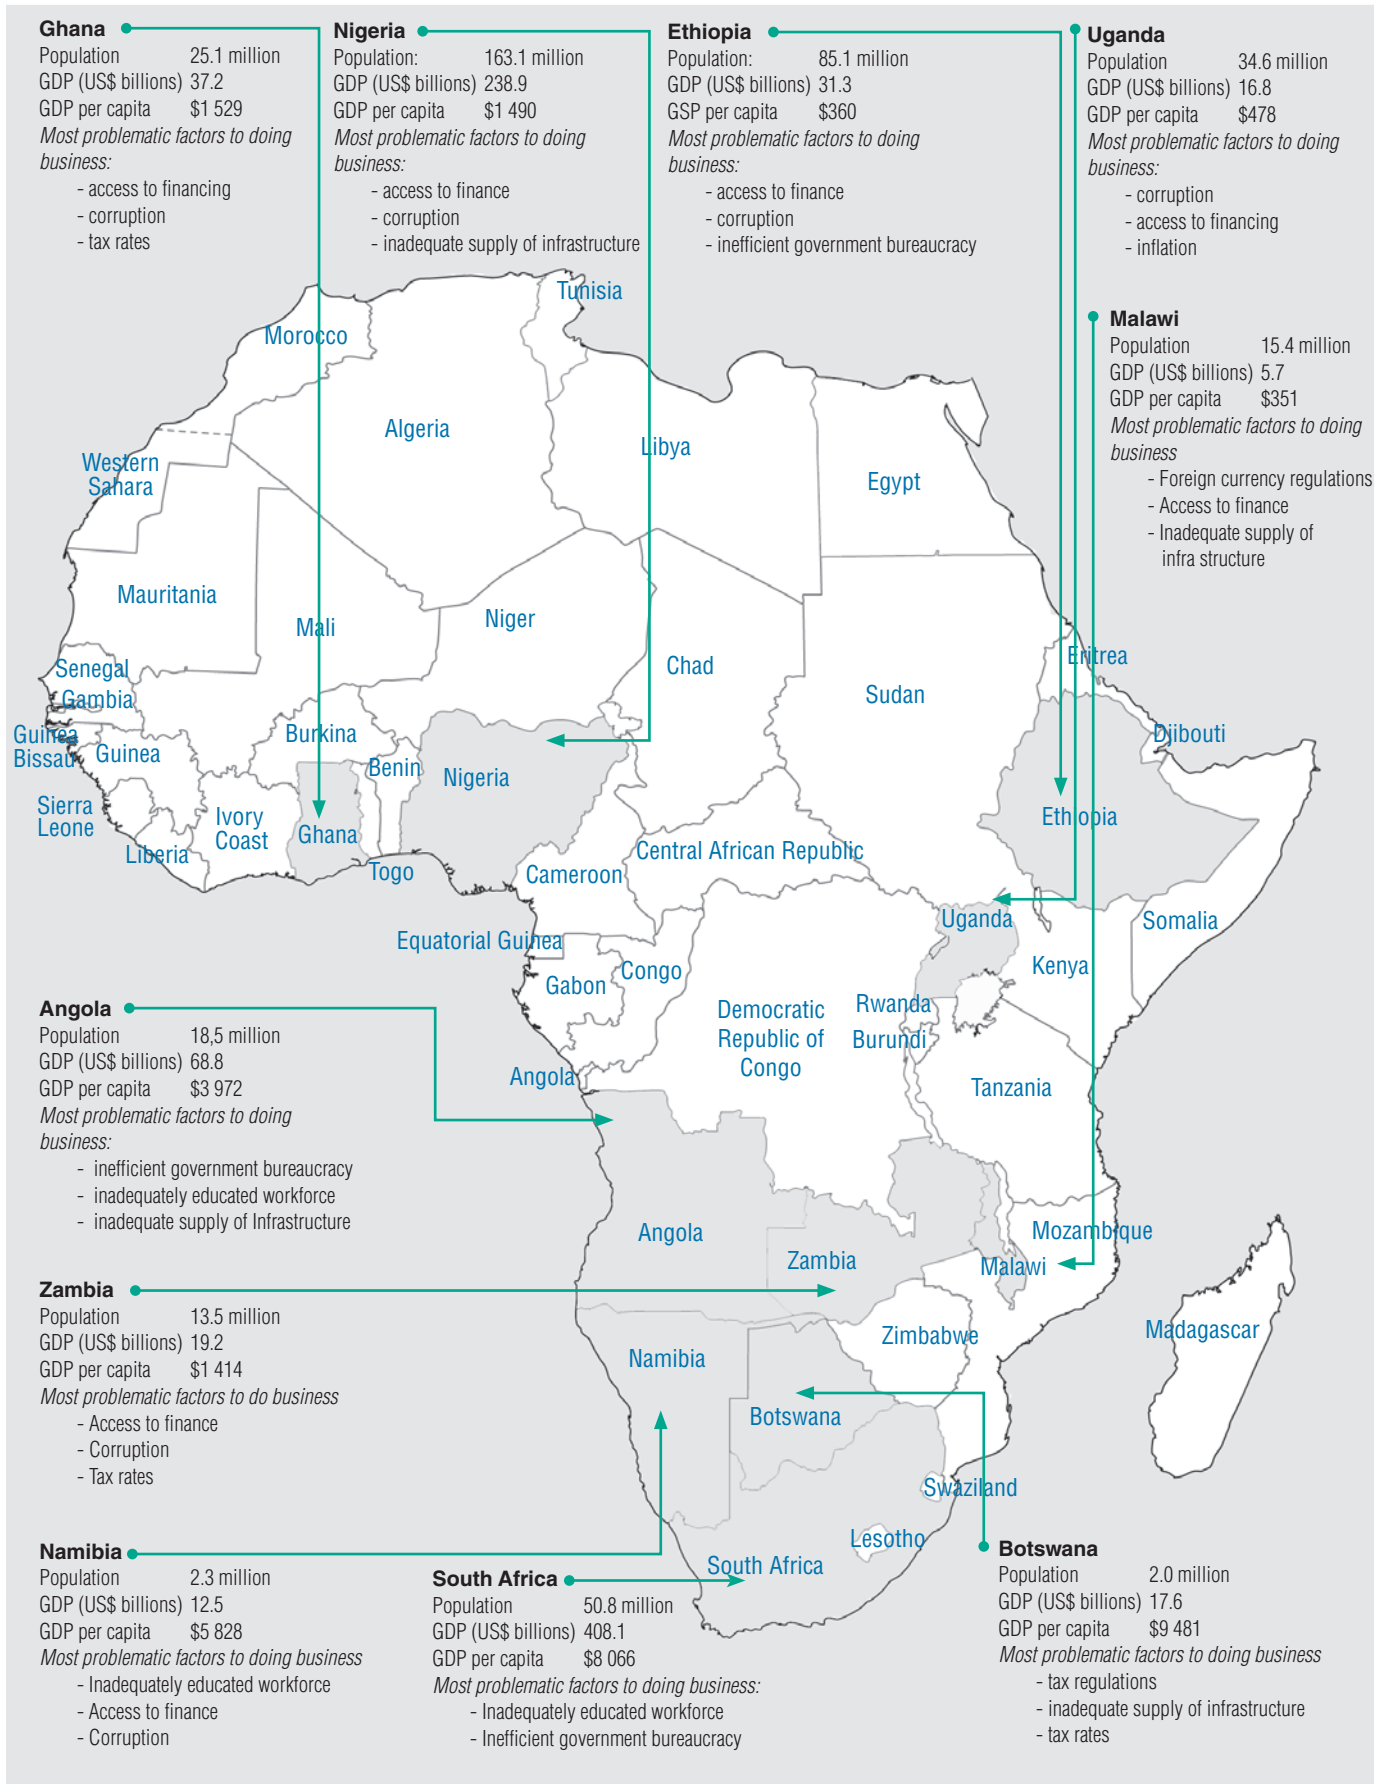 Ghana
Population 25.1 million
GDP (US$ billions) 37.2
GDP per capita $1 529
Most problematic factors to doing
business:
- access to financing
- corruption
- tax rates
Nigeria
Population: 163.1 million
GDP (US$ billions) 238.9
GDP per capita $1 490
Most problematic factors to doing
business:
- access to finance
- corruption
- inadequate supply of infrastructure
Ethiopia
Population: 85.1 million
GDP (US$ billions) 31.3
GSP per capita $360
Most problematic factors to doing
business:
- access to finance
- corruption
- inefficient government bureaucracy
Uganda
Population 34.6 million
GDP (US$ billions) 16.8
GDP per capita $478
Most problematic factors to doing
business:
- corruption
- access to financing
- inflation
Malawi
Population 15.4 million
GDP (US$ billions) 5.7
GDP per capita $351
Most problematic factors to doing
business
- Foreign currency regulations
- Access to finance
- Inadequate supply of
infra structure
Tunisia
Morocco
Algeria
Libya
Egypt
Western
Sahara
Mauritania
Mali
Niger
Chad
Sudan
Eritrea
Senegal
Gambia
Guinea
Bissau
Guinea
Burkina
Benin
Nigeria
Djibouti
Sierra
Leone
Liberia
Ivory
Coast
Ghana
Togo
Ethiopia
Central African Republic
Cameroon
Uganda
Somalia
Equatorial Guinea
Gabon
Congo
Kenya
Democratic
Republic of
Congo
Rwanda
Burundi
Angola
Tanzania
Angola
Zambia
Mozambique
Malawi
Zimbabwe
Namibia
Botswana
Madagascar
Swaziland
Lesotho
South Africa
Angola
Population 18,5 million
GDP (US$ billions) 68.8
GDP per capita $3 972
Most problematic factors to doing
business:
- inefficient government bureaucracy
- inadequately educated workforce
- inadequate supply of Infrastructure
Zambia
Population 13.5 million
GDP (US$ billions) 19.2
GDP per capita $1 414
Most problematic factors to do business
- Access to finance
- Corruption
- Tax rates
Namibia
Population 2.3 million
GDP (US$ billions) 12.5
GDP per capita $5 828
Most problematic factors to doing business
- Inadequately educated workforce
- Access to finance
- Corruption
South Africa
Population 50.8 million
GDP (US$ billions) 408.1
GDP per capita $8 066
Most problematic factors to doing business:
- Inadequately educated workforce
- Inefficient government bureaucracy
Botswana
Population 2.0 million
GDP (US$ billions) 17.6
GDP per capita $9 481
Most problematic factors to doing business
- tax regulations
- inadequate supply of infrastructure
- tax rates